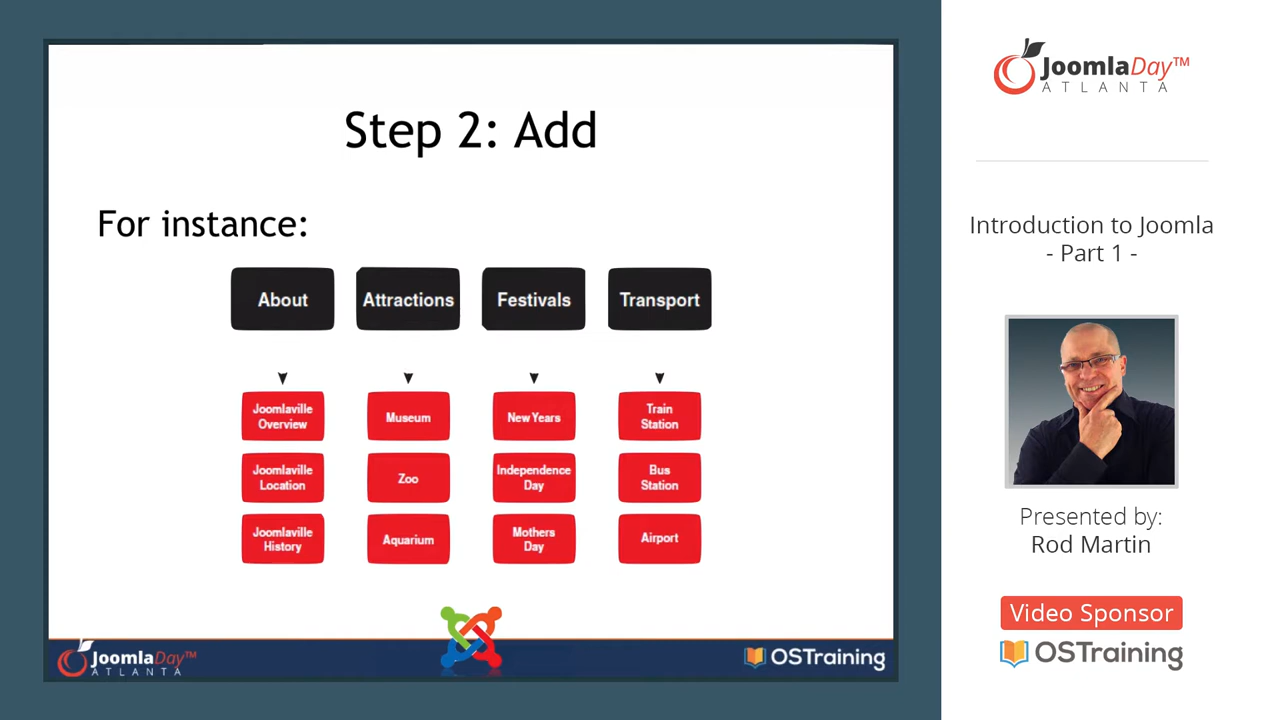 Step 2: Add
For instance:
About
Attractions
Festivals
Transport
Joomlaville
Overview
Museum
New Years
Train
Station
Joomlaville
Location
Zoo
Independence
Day
Bus
Station
Joomlaville
History
Aquarium
Mothers
Day
Airport
JoomlaDay™
ATLANTA
OSTraining
JoomlaDay™
ATLANTA
Introduction to Joomla
- Part 1 -
Presented by:
Rod Martin
Video Sponsor
OSTraining